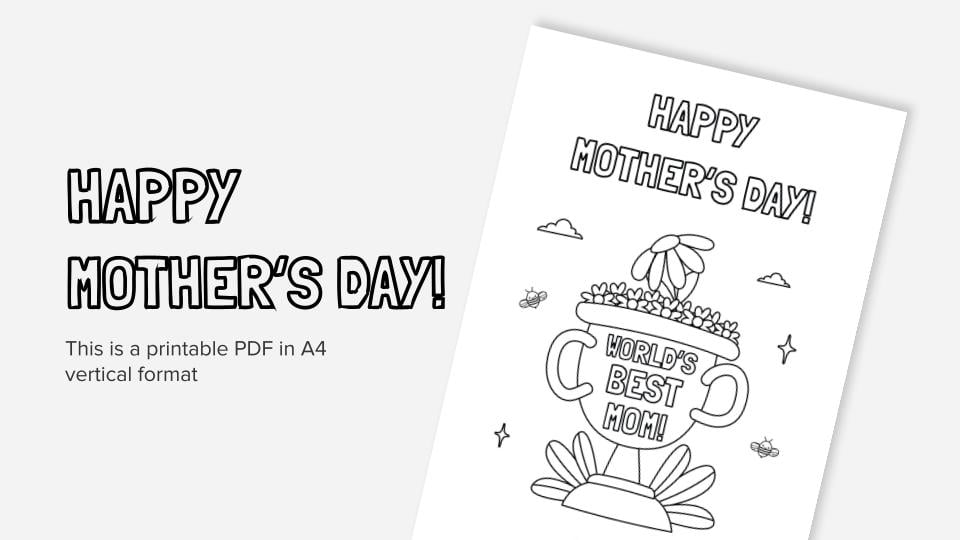 HAPPY
MOTHER'S DAY!
This is a printable PDF in A4
vertical format
HAPPY
MOTHER'S DAY!
WORLD'S
BEST
MOM!